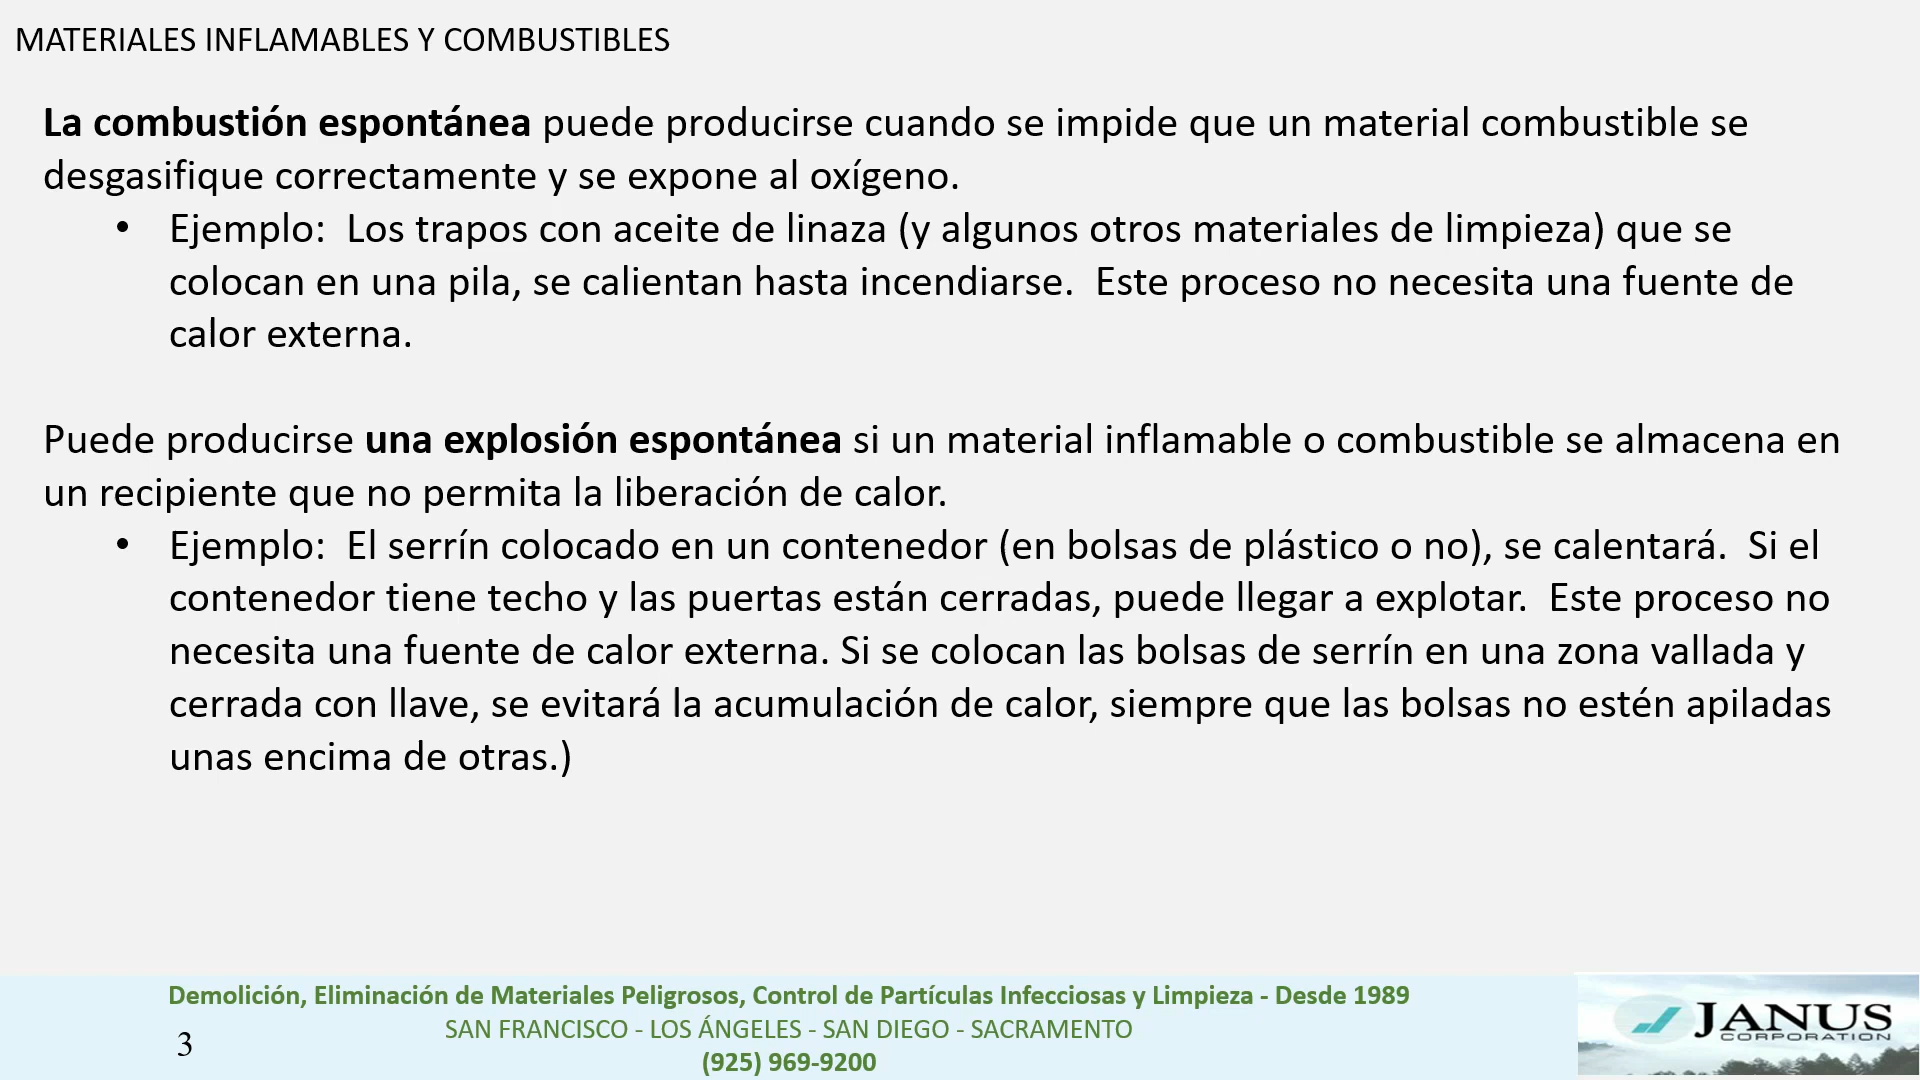 MATERIALES INFLAMABLES Y COMBUSTIBLES
La combustión espontánea puede producirse cuando se impide que un material combustible se
desgasifique correctamente y se expone al oxígeno.
• Ejemplo:  Los trapos con aceite de linaza (y algunos otros materiales de limpieza) que se
colocan en una pila, se calientan hasta incendiarse.  Este proceso no necesita una fuente de
calor externa.
Puede producirse una explosión espontánea si un material inflamable o combustible se almacena en
un recipiente que no permita la liberación de calor.
• Ejemplo:  El serrín colocado en un contenedor (en bolsas de plástico o no), se calentará.  Si el
contenedor tiene techo y las puertas están cerradas, puede llegar a explotar.  Este proceso no
necesita una fuente de calor externa. Si se colocan las bolsas de serrín en una zona vallada y
cerrada con llave, se evitará la acumulación de calor, siempre que las bolsas no estén apiladas
unas encima de otras.)
Demolición, Eliminación de Materiales Peligrosos, Control de Partículas Infecciosas y Limpieza - Desde 1989
SAN FRANCISCO - LOS ÁNGELES - SAN DIEGO - SACRAMENTO
(925) 969-9200
3
JANUS
CORPORATION